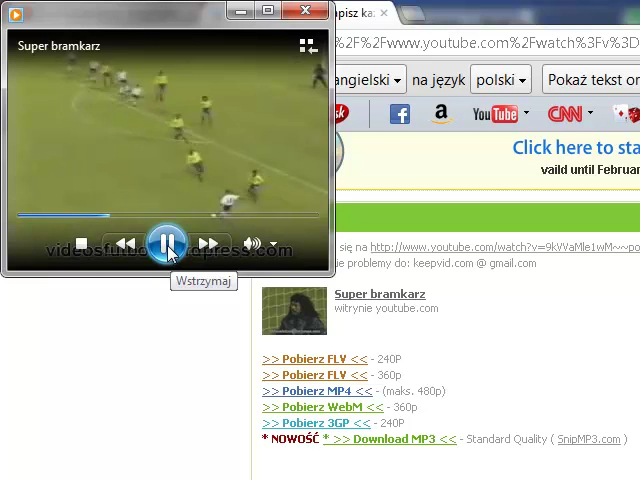 Super bramkarz
videosfutbol.wordpress.com
Wstrzymaj
apisz ka
%2F%2Fwww.youtube.com%2Fwatch%3Fv%3D
angielski
na język
polski
Pokaż tekst or
sk
f
a
YouTube
CNN
Click here to sta
vaild until Februar
się na http://www.youtube.com/watch?v=9kVVaMle1wM~~po
ie problemy do: keepvid.com @ gmail.com
Super bramkarz
witrynie youtube.com
>> Pobierz FLV << - 240P
>> Pobierz FLV << - 360p
>> Pobierz MP4 << - (maks. 480p)
>> Pobierz WebM << - 360p
>> Pobierz 3GP << - 240P
* NOWOŚĆ * >> Download MP3 << - Standard Quality ( SnipMP3.com )